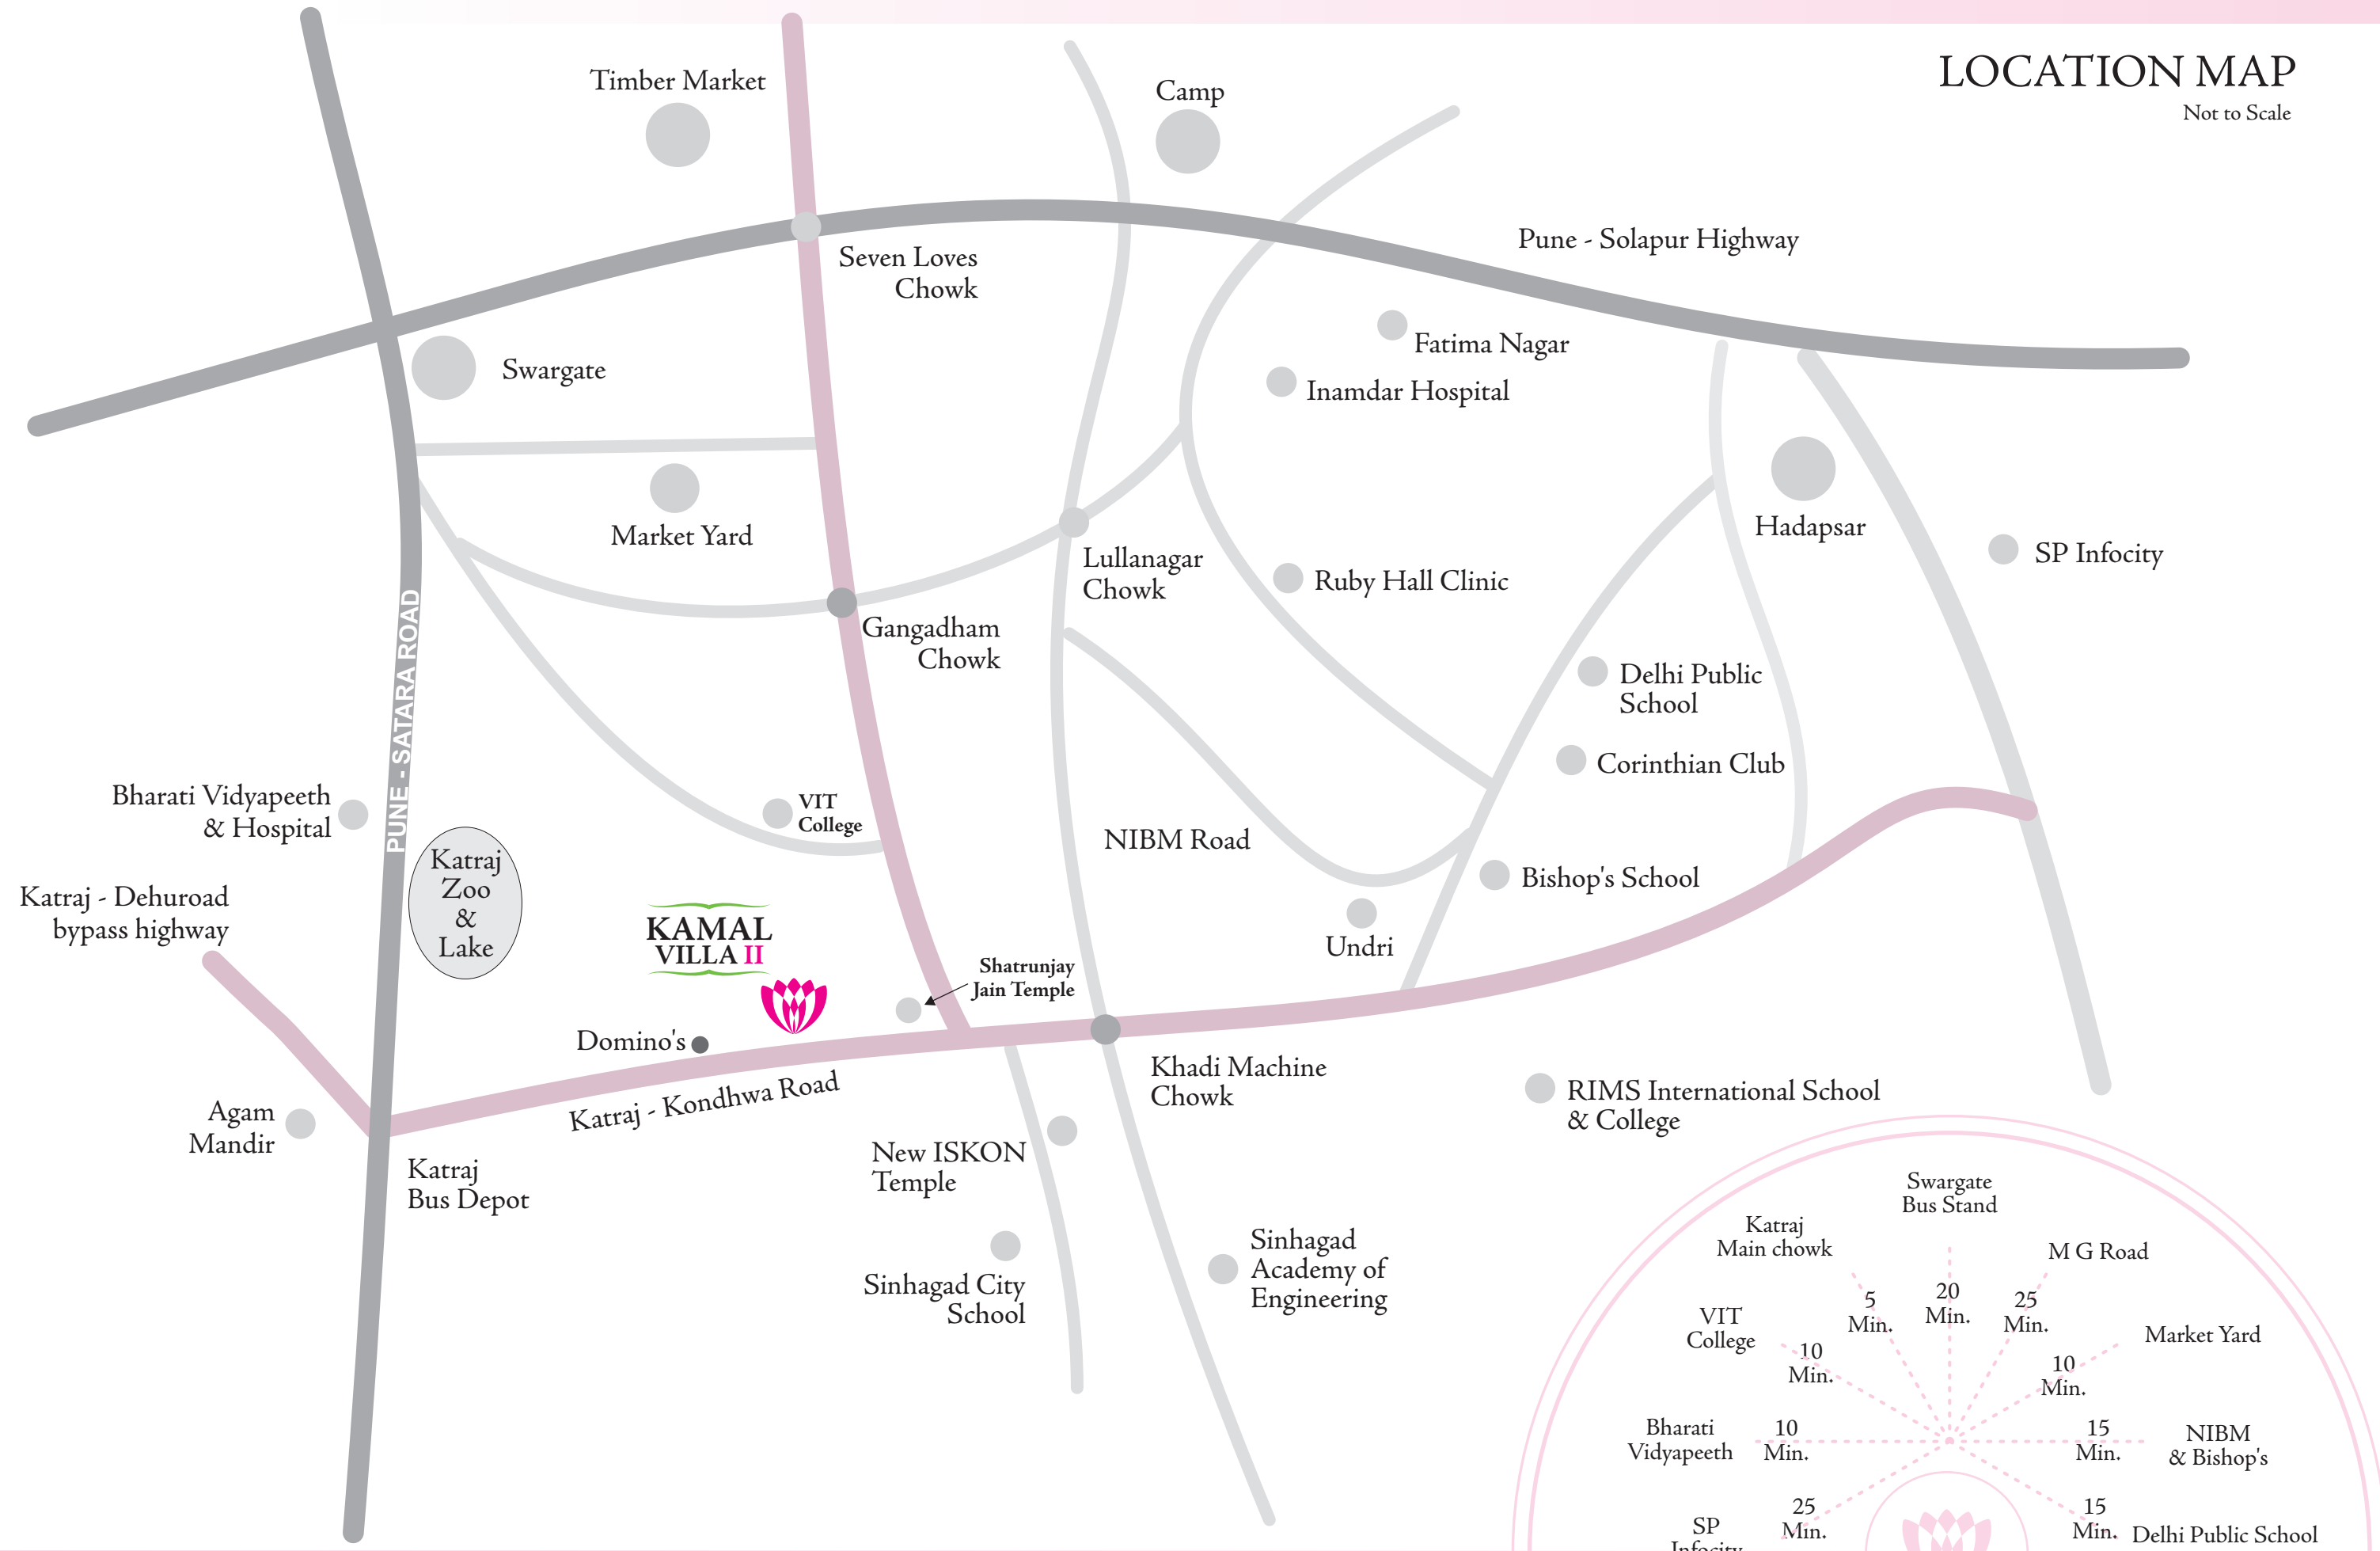 LOCATION MAP
Not to Scale
Timber Market
Camp
Pune - Solapur Highway
Seven Loves
Chowk
Fatima Nagar
Swargate
Inamdar Hospital
Market Yard
Hadapsar
SP Infocity
Lullanagar
Chowk
Ruby Hall Clinic
Gangadham
Chowk
PUNE - SATARA ROAD
Delhi Public
School
Corinthian Club
Bharati Vidyapeeth
& Hospital
VIT
College
NIBM Road
Katraj
Zoo
&
Lake
Bishop's School
Katraj - Dehuroad
bypass highway
KAMAL
VILLA II
Undri
Shatrunjay
Jain Temple
Domino's
Katraj - Kondhwa Road
Khadi Machine
Chowk
RIMS International School
& College
Agam
Mandir
Katraj
Bus Depot
New ISKON
Temple
Sinhagad City
School
Sinhagad
Academy of
Engineering
Swargate
Bus Stand
20
Min.
Katraj
Main chowk
5
Min.
M G Road
25
Min.
VIT
College
10
Min.
Market Yard
10
Min.
Bharati
Vidyapeeth
10
Min.
15
Min.
NIBM
& Bishop's
SP
Infocity
25
Min.
15
Min.
Delhi Public School